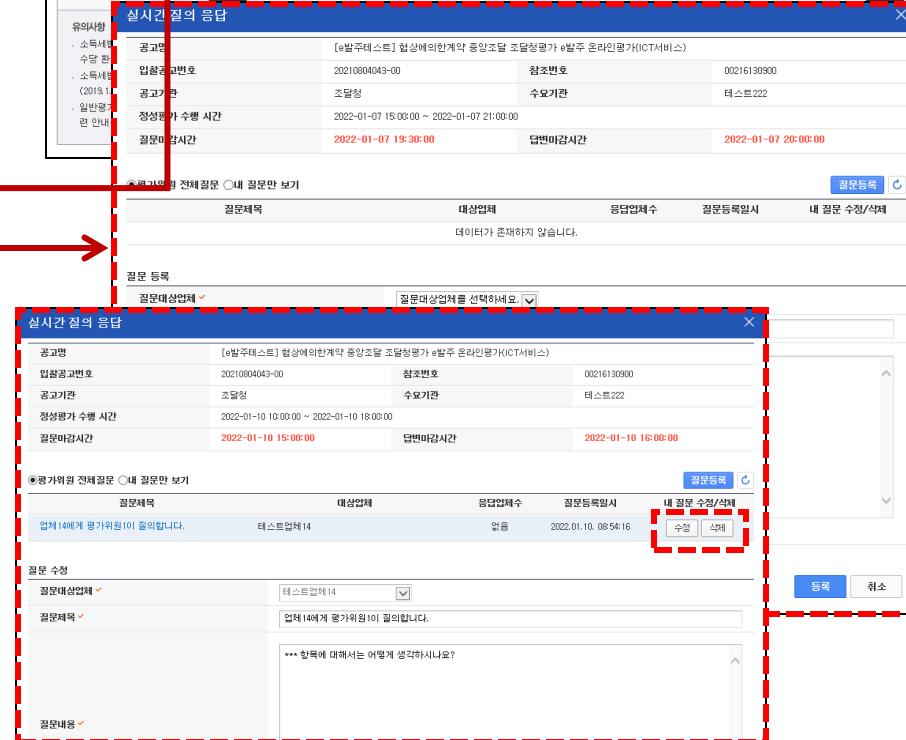 유의사항
. 소득세법
수당 원
. 소득세법
(2019.1.
. 일반평가
련 안내
실시간 질의 응답
공고명 [e발주테스트] 협상에의한계약 중앙조달 조달청평가 e발주 온라인평가(ICT서비스)
입찰공고번호 20210804043-00 참조번호 00216130900
공고기관 조달청 수요기관 테스트222
정성평가 수행 시간 2022-01-07 15:00:00 ~ 2022-01-07 21:00:00
질문마감시간 2022-01-07 19:30:00 답변마감시간 2022-01-07 20:00:00
평가위원 전체질문 내 질문만 보기 질문등록
질문제목 대상업체 응답업체수 질문등록일시 내 질문 수정/삭제
데이터가 존재하지 않습니다.
질문 등록
질문대상업체 질문대상업체를 선택하세요.
등록 취소
실시간 질의 응답
공고명 [e발주테스트] 협상에의한계약 중앙조달 조달청평가 e발주 온라인평가(ICT서비스)
입찰공고번호 20210804043-00 참조번호 00216130900
공고기관 조달청 수요기관 테스트222
정성평가 수행 시간 2022-01-10 10:00:00 ~ 2022-01-10 18:00:00
질문마감시간 2022-01-10 15:00:00 답변마감시간 2022-01-10 16:00:00
평가위원 전체질문 내 질문만 보기 질문등록
질문제목 대상업체 응답업체수 질문등록일시 내 질문 수정/삭제
업체14에게 평가위원1이 질의합니다. 테스트업체14 없음 2022.01.10. 08:54:16 수정 삭제
질문 수정
질문대상업체 테스트업체14
질문제목 업체14에게 평가위원1이 질의합니다.
*** 항목에 대해서는 어떻게 생각하시나요?
질문내용